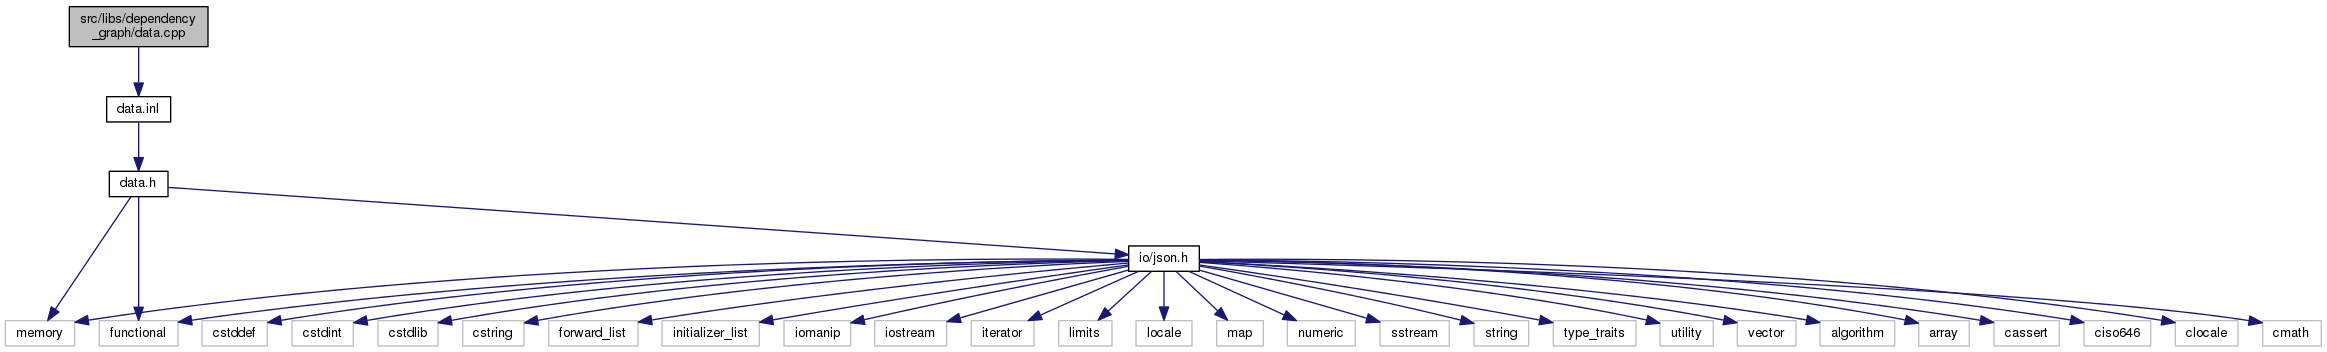 src/libs/dependency
_graph/data.cpp
data.inl
data.h
io/json.h
memory
functional
cstddef
cstdint
cstdlib
cstring
forward_list
initializer_list
iomanip
iostream
iterator
limits
locale
map
numeric
sstream
string
type_traits
utility
vector
algorithm
array
cassert
ciso646
clocale
cmath